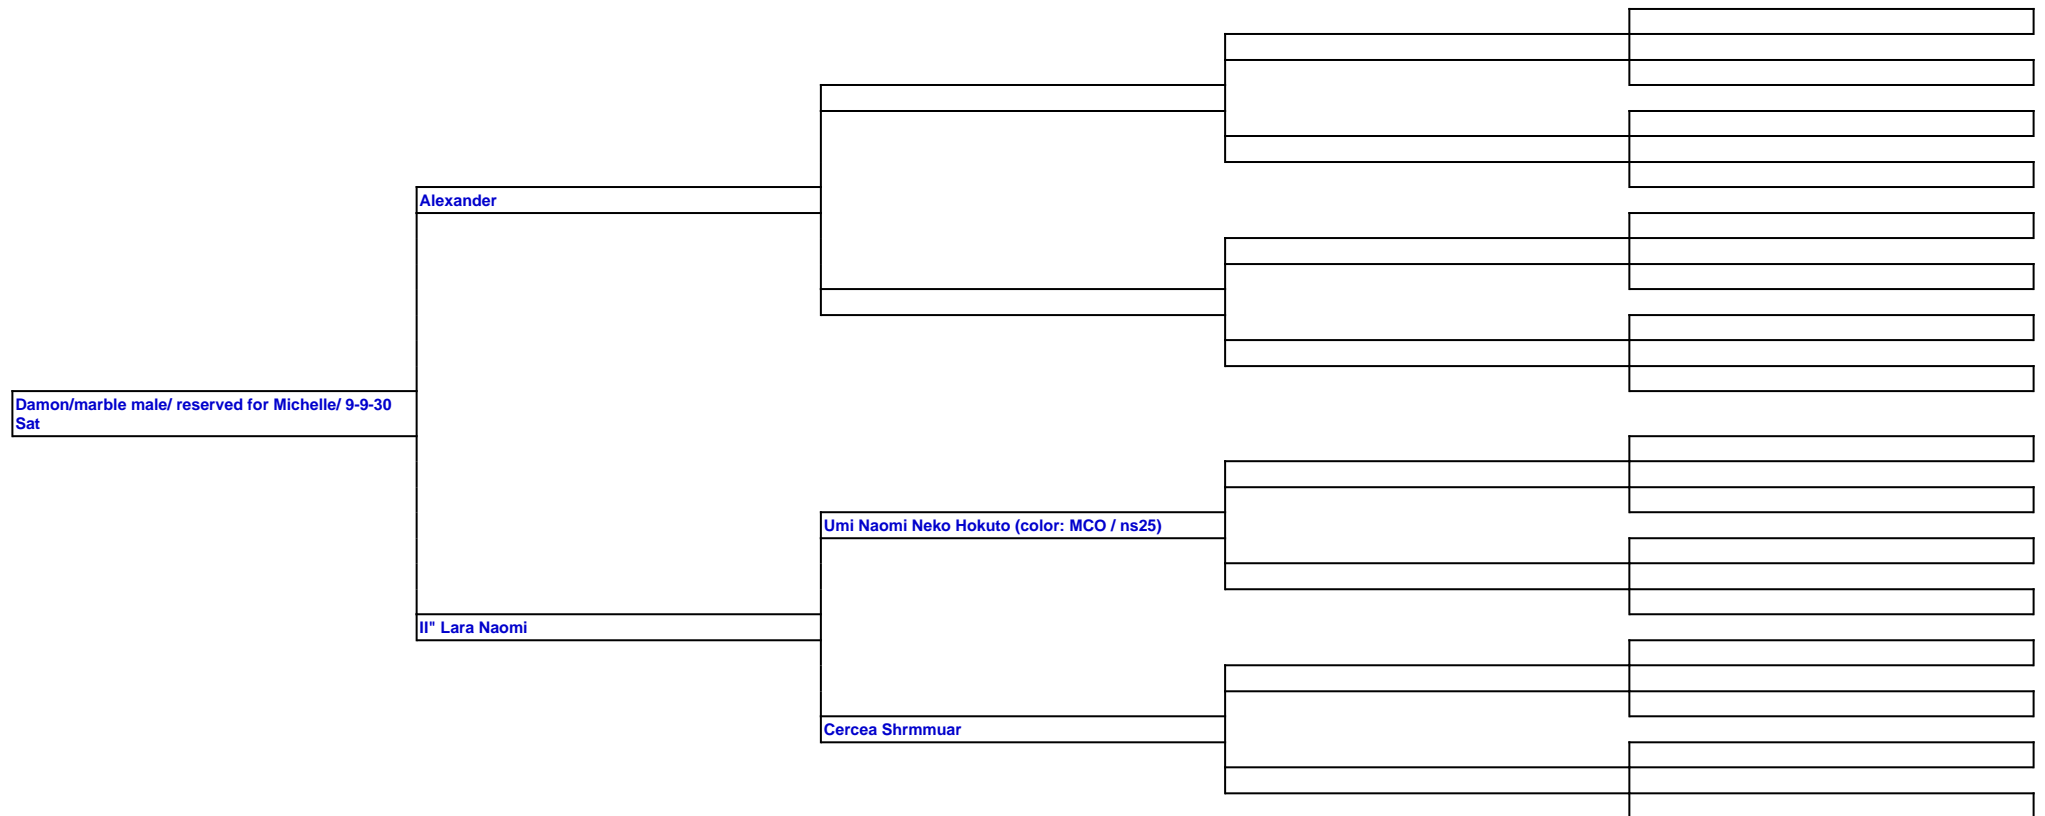 Alexander
Damon/marble male/ reserved for Michelle/ 9-9-30
Sat
Umi Naomi Neko Hokuto (color: MCO / ns25)
II" Lara Naomi
Cercea Shrmmuar